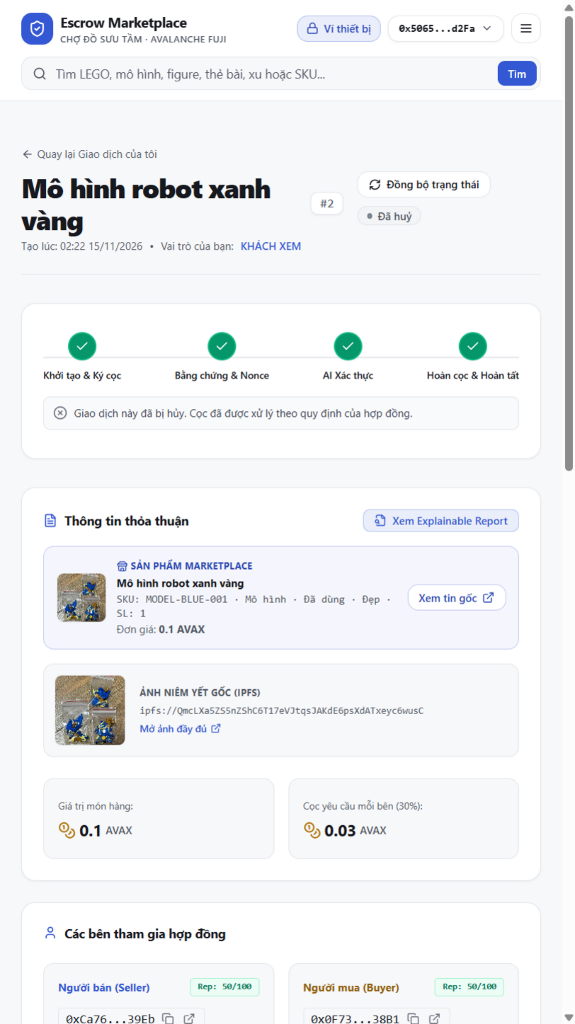 Escrow Marketplace
CHỢ ĐỒ SƯU TẦM · AVALANCHE FUJI
Ví thiết bị
0x5065...d2Fa
Tìm LEGO, mô hình, figure, thẻ bài, xu hoặc SKU...
Tìm
Quay lại Giao dịch của tôi
Mô hình robot xanh
vàng
#2
Đồng bộ trạng thái
Đã huỷ
Tạo lúc: 02:22 15/11/2026 • Vai trò của bạn: KHÁCH XEM
Khởi tạo & Ký cọc
Bằng chứng & Nonce
AI Xác thực
Hoàn cọc & Hoàn tất
Giao dịch này đã bị hủy. Cọc đã được xử lý theo quy định của hợp đồng.
Thông tin thỏa thuận
Xem Explainable Report
SẢN PHẨM MARKETPLACE
Mô hình robot xanh vàng
SKU: MODEL-BLUE-001 · Mô hình · Đã dùng · Đẹp ·
SL: 1
Đơn giá: 0.1 AVAX
Xem tin gốc
ẢNH NIÊM YẾT GỐC (IPFS)
ipfs://QmcLXa5ZS5nZShC6T17eVJtqsJAKdE6psXdATxeyc6wusC
Mở ảnh đầy đủ
Giá trị món hàng:
0.1 AVAX
Cọc yêu cầu mỗi bên (30%):
0.03 AVAX
Các bên tham gia hợp đồng
Người bán (Seller)
Rep: 50/100
0xCa76...39Eb
Người mua (Buyer)
Rep: 50/100
0x0F73...38B1